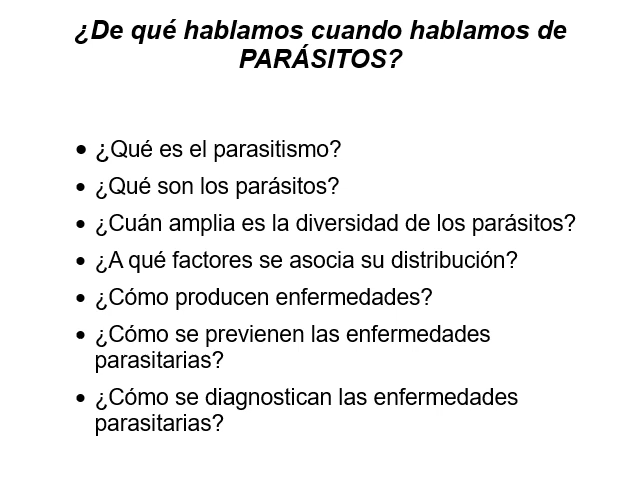 ¿De qué hablamos cuando hablamos de
PARÁSITOS?
• ¿Qué es el parasitismo?
• ¿Qué son los parásitos?
• ¿Cuán amplia es la diversidad de los parásitos?
• ¿A qué factores se asocia su distribución?
• ¿Cómo producen enfermedades?
• ¿Cómo se previenen las enfermedades
parasitarias?
• ¿Cómo se diagnostican las enfermedades
parasitarias?